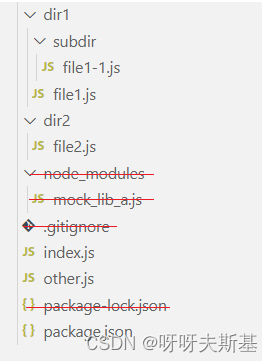 dir1
subdir
JS file1-1.js
JS file1.js
dir2
JS file2.js
node_modules
JS mock_lib_a.js
.gitignore
JS index.js
JS other.js
{} package-lock.json
{} package.json
CSDN @呀呀夫斯基